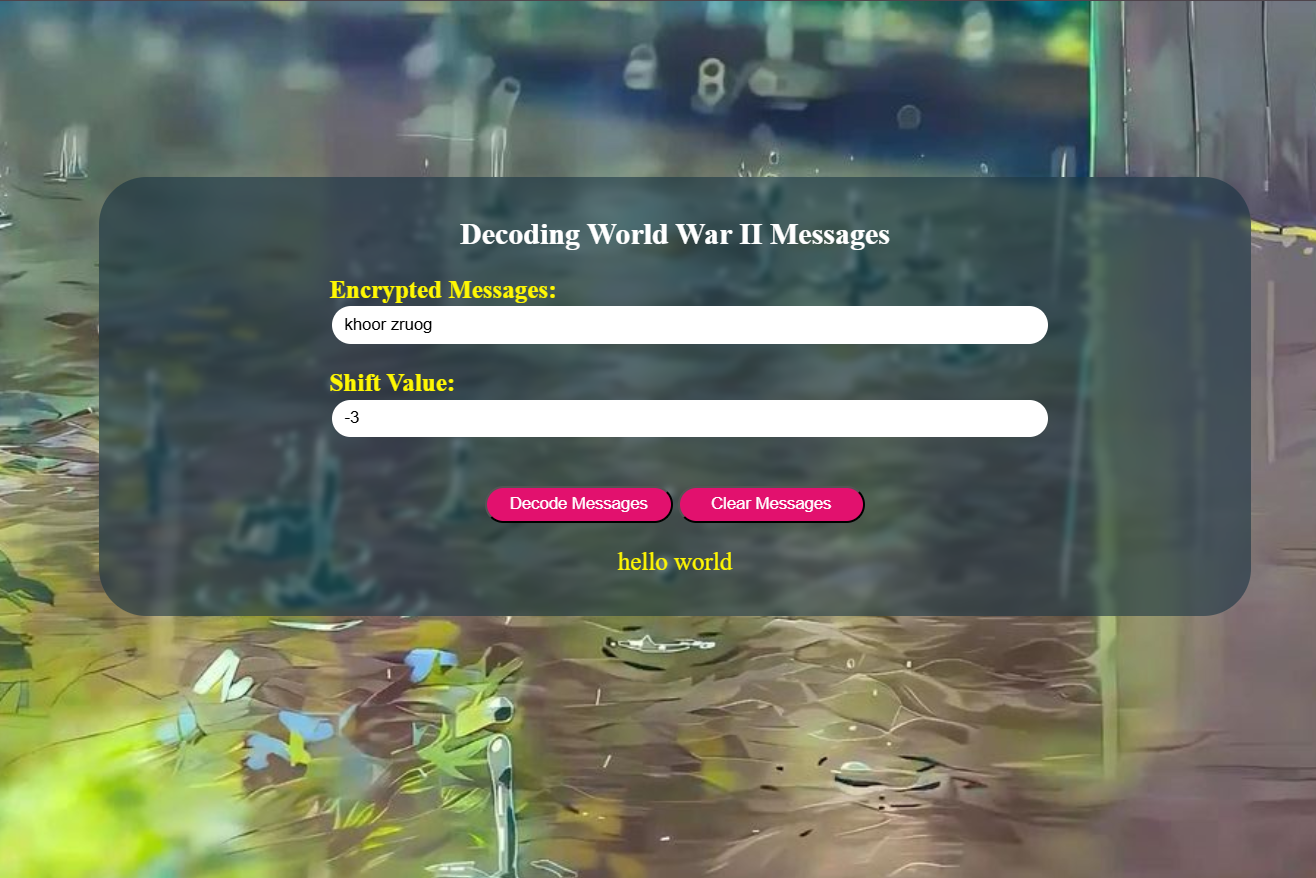 Decoding World War II Messages
Encrypted Messages:
khoor zruog
Shift Value:
-3
Decode Messages Clear Messages
hello world